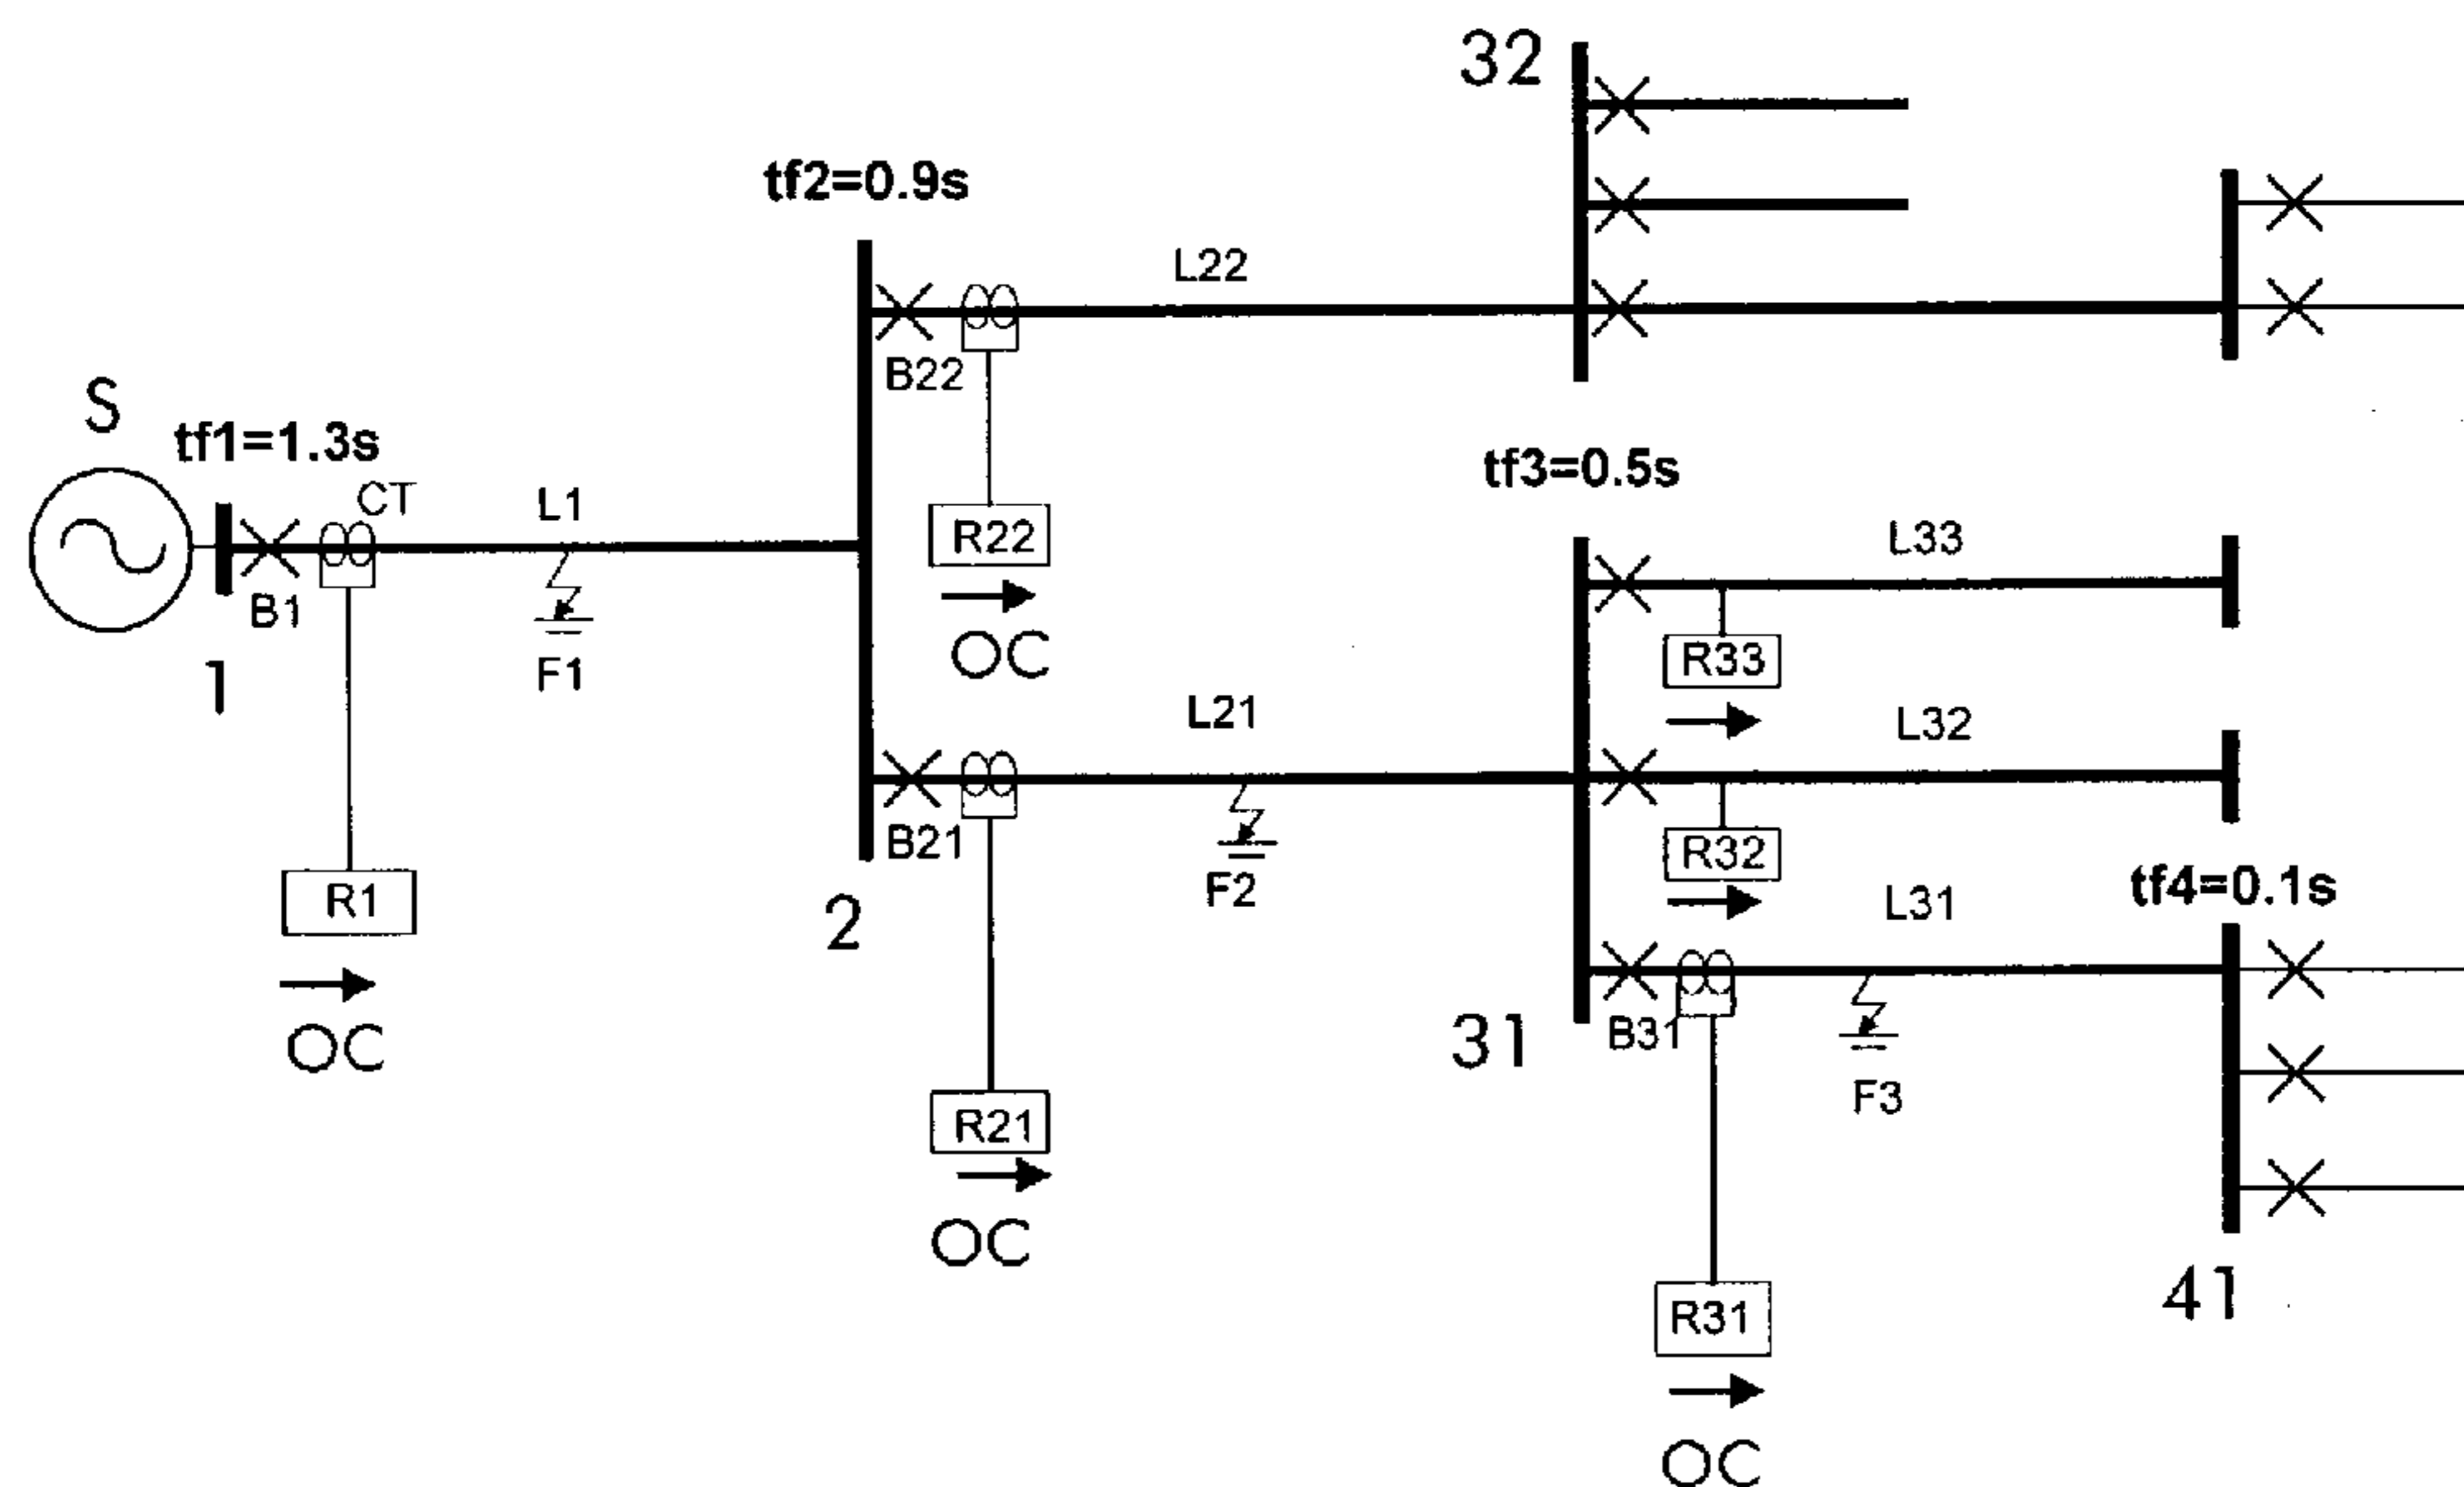 32
tf2=0.9s
L22
B22
S
tf1=1.3s
CT
L1
tf3=0.5s
R22
L33
B1
OC
F1
1
R33
L21
L32
B21
R32
F2
tf4=0.1s
R1
L31
2
OC
31
B31
F3
R21
OC
41
R31
OC